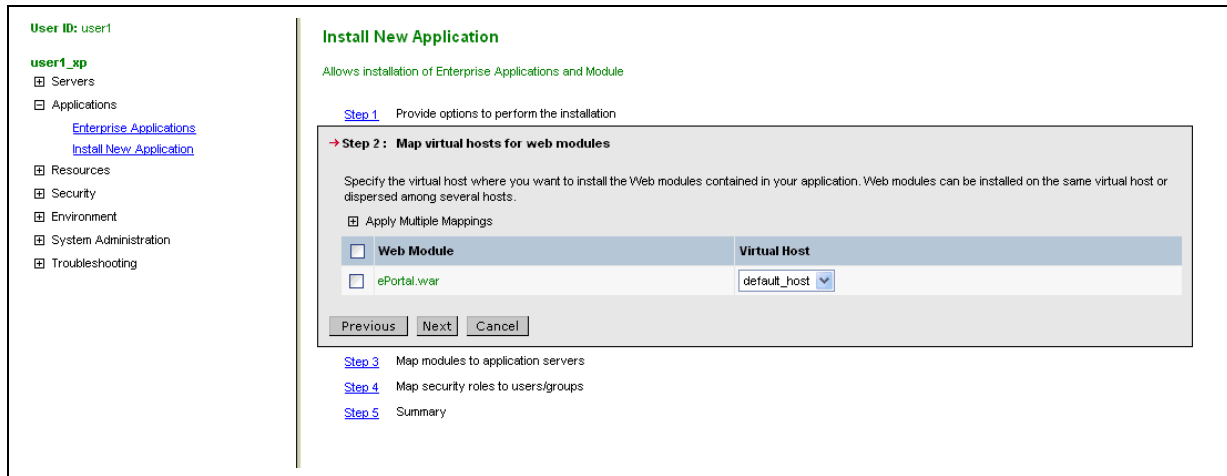 User ID: user1
user1_xp
Servers
Applications
Enterprise Applications
Install New Application
Resources
Security
Environment
System Administration
Troubleshooting
Install New Application
Allows installation of Enterprise Applications and Module
Step 1 Provide options to perform the installation
Step 2 : Map virtual hosts for web modules
Specify the virtual host where you want to install the Web modules contained in your application. Web modules can be installed on the same virtual host or
dispersed among several hosts.
Apply Multiple Mappings
Web Module Virtual Host
ePortal.war default_host
Previous Next Cancel
Step 3 Map modules to application servers
Step 4 Map security roles to users/groups
Step 5 Summary